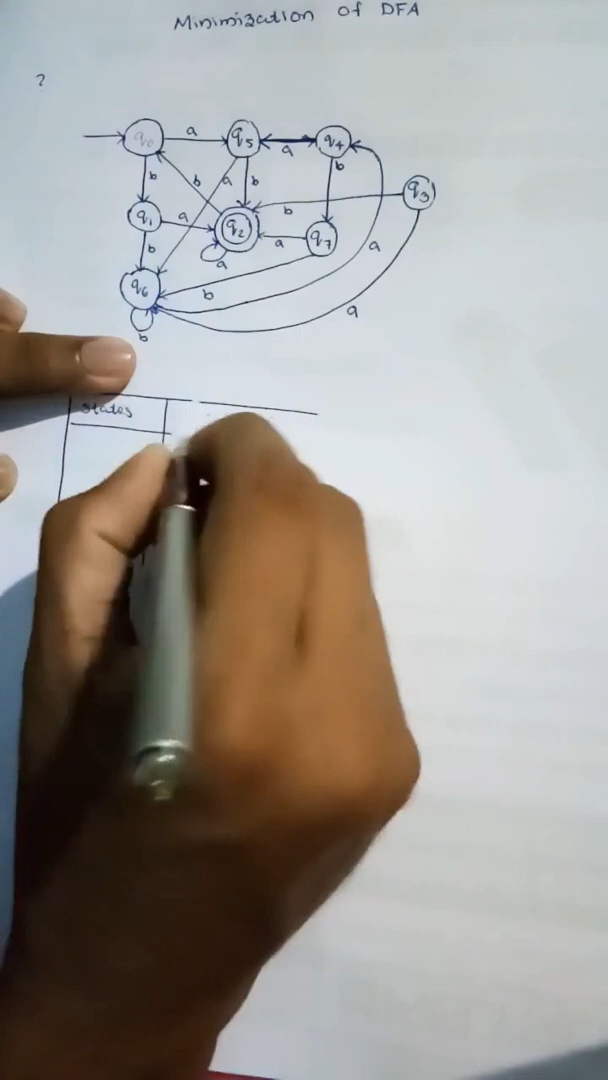 Minimization of DFA
?
q0 a q5 a q4
b b a b b q3
q1 a q2 a q7 b
b a a
q6 b a
b
States